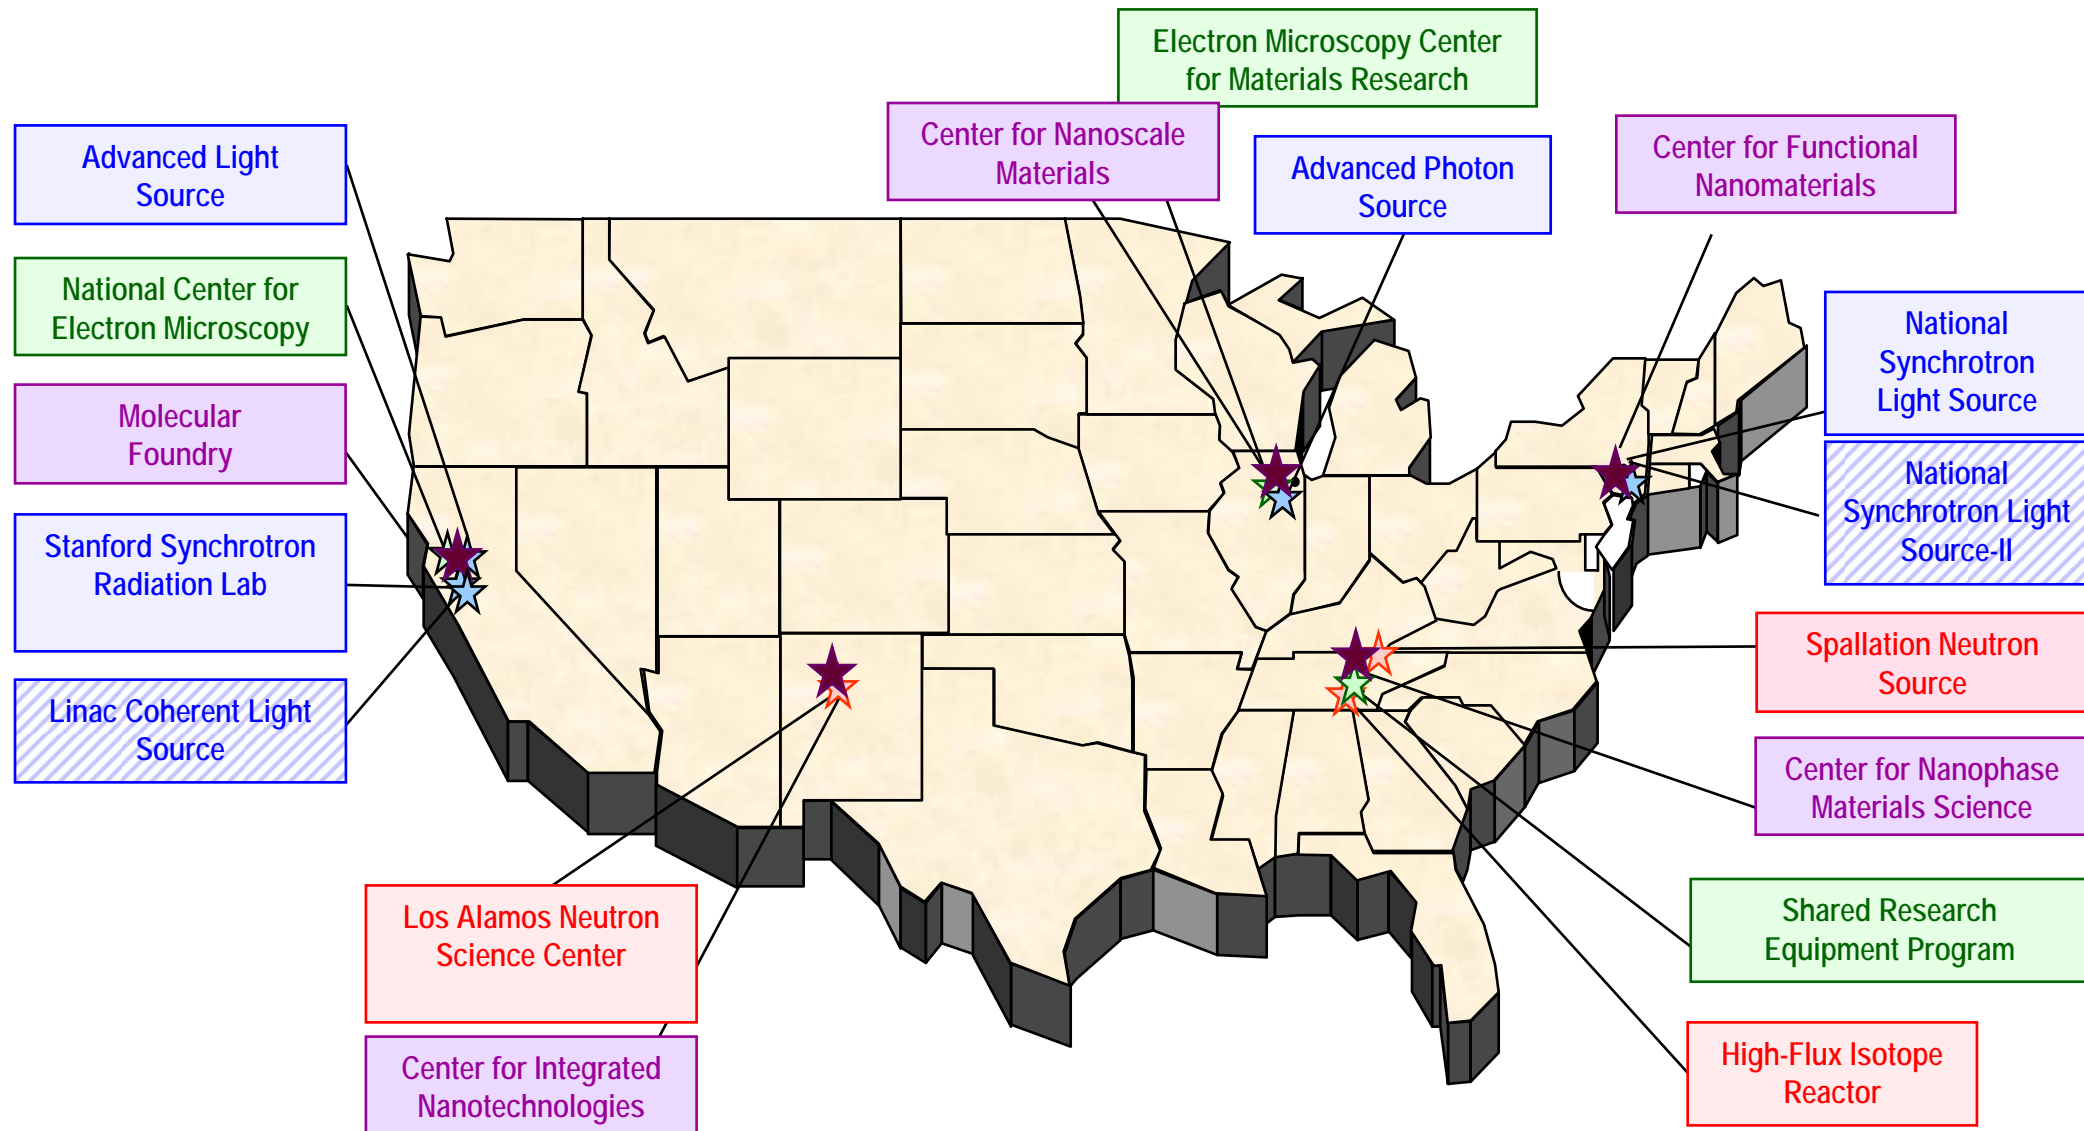 Electron Microscopy Center
for Materials Research
Center for Nanoscale
Materials
Advanced Photon
Source
Center for Functional
Nanomaterials
Advanced Light
Source
National Center for
Electron Microscopy
Molecular
Foundry
Stanford Synchrotron
Radiation Lab
Linac Coherent Light
Source
National
Synchrotron
Light Source
National
Synchrotron Light
Source-II
Spallation Neutron
Source
Center for Nanophase
Materials Science
Shared Research
Equipment Program
High-Flux Isotope
Reactor
Los Alamos Neutron
Science Center
Center for Integrated
Nanotechnologies